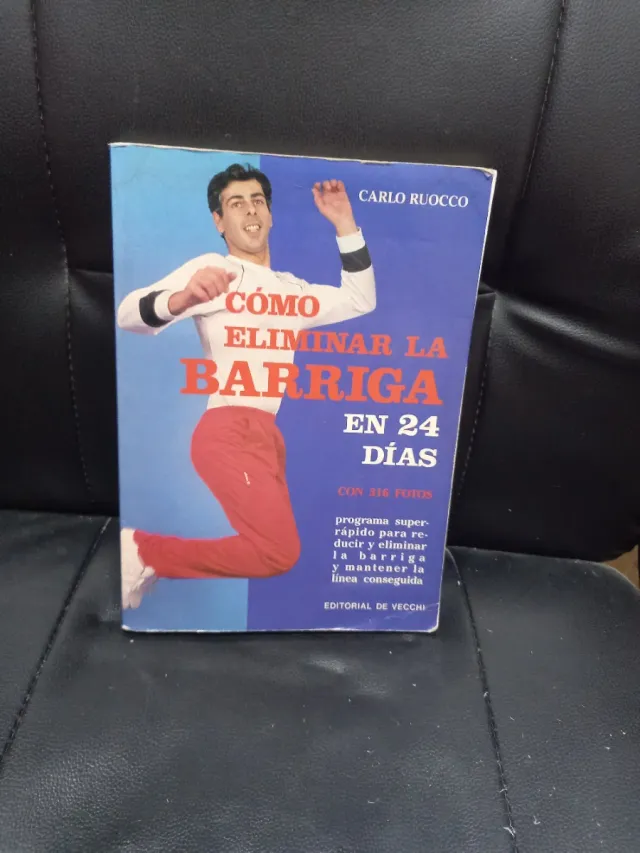 CARLO RUOCCO
CÓMO
ELIMINAR LA
BARRIGA
EN 24
DÍAS
CON 316 FOTOS
programa super-
rápido para re-
ducir y eliminar
la barriga
y mantener la
línea conseguida
EDITORIAL DE VECCHI